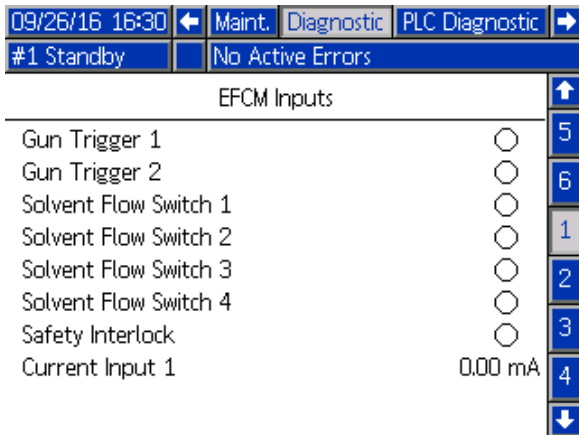 09/26/16 16:30 Maint. Diagnostic PLC Diagnostic
#1 Standby No Active Errors
EFCM Inputs
Gun Trigger 1
Gun Trigger 2
Solvent Flow Switch 1
Solvent Flow Switch 2
Solvent Flow Switch 3
Solvent Flow Switch 4
Safety Interlock
Current Input 1 0.00 mA
5
6
1
2
3
4